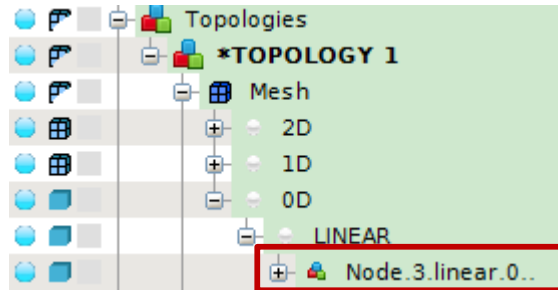 Topologies
*TOPOLOGY 1
Mesh
2D
1D
0D
LINEAR
Node.3.linear.0..